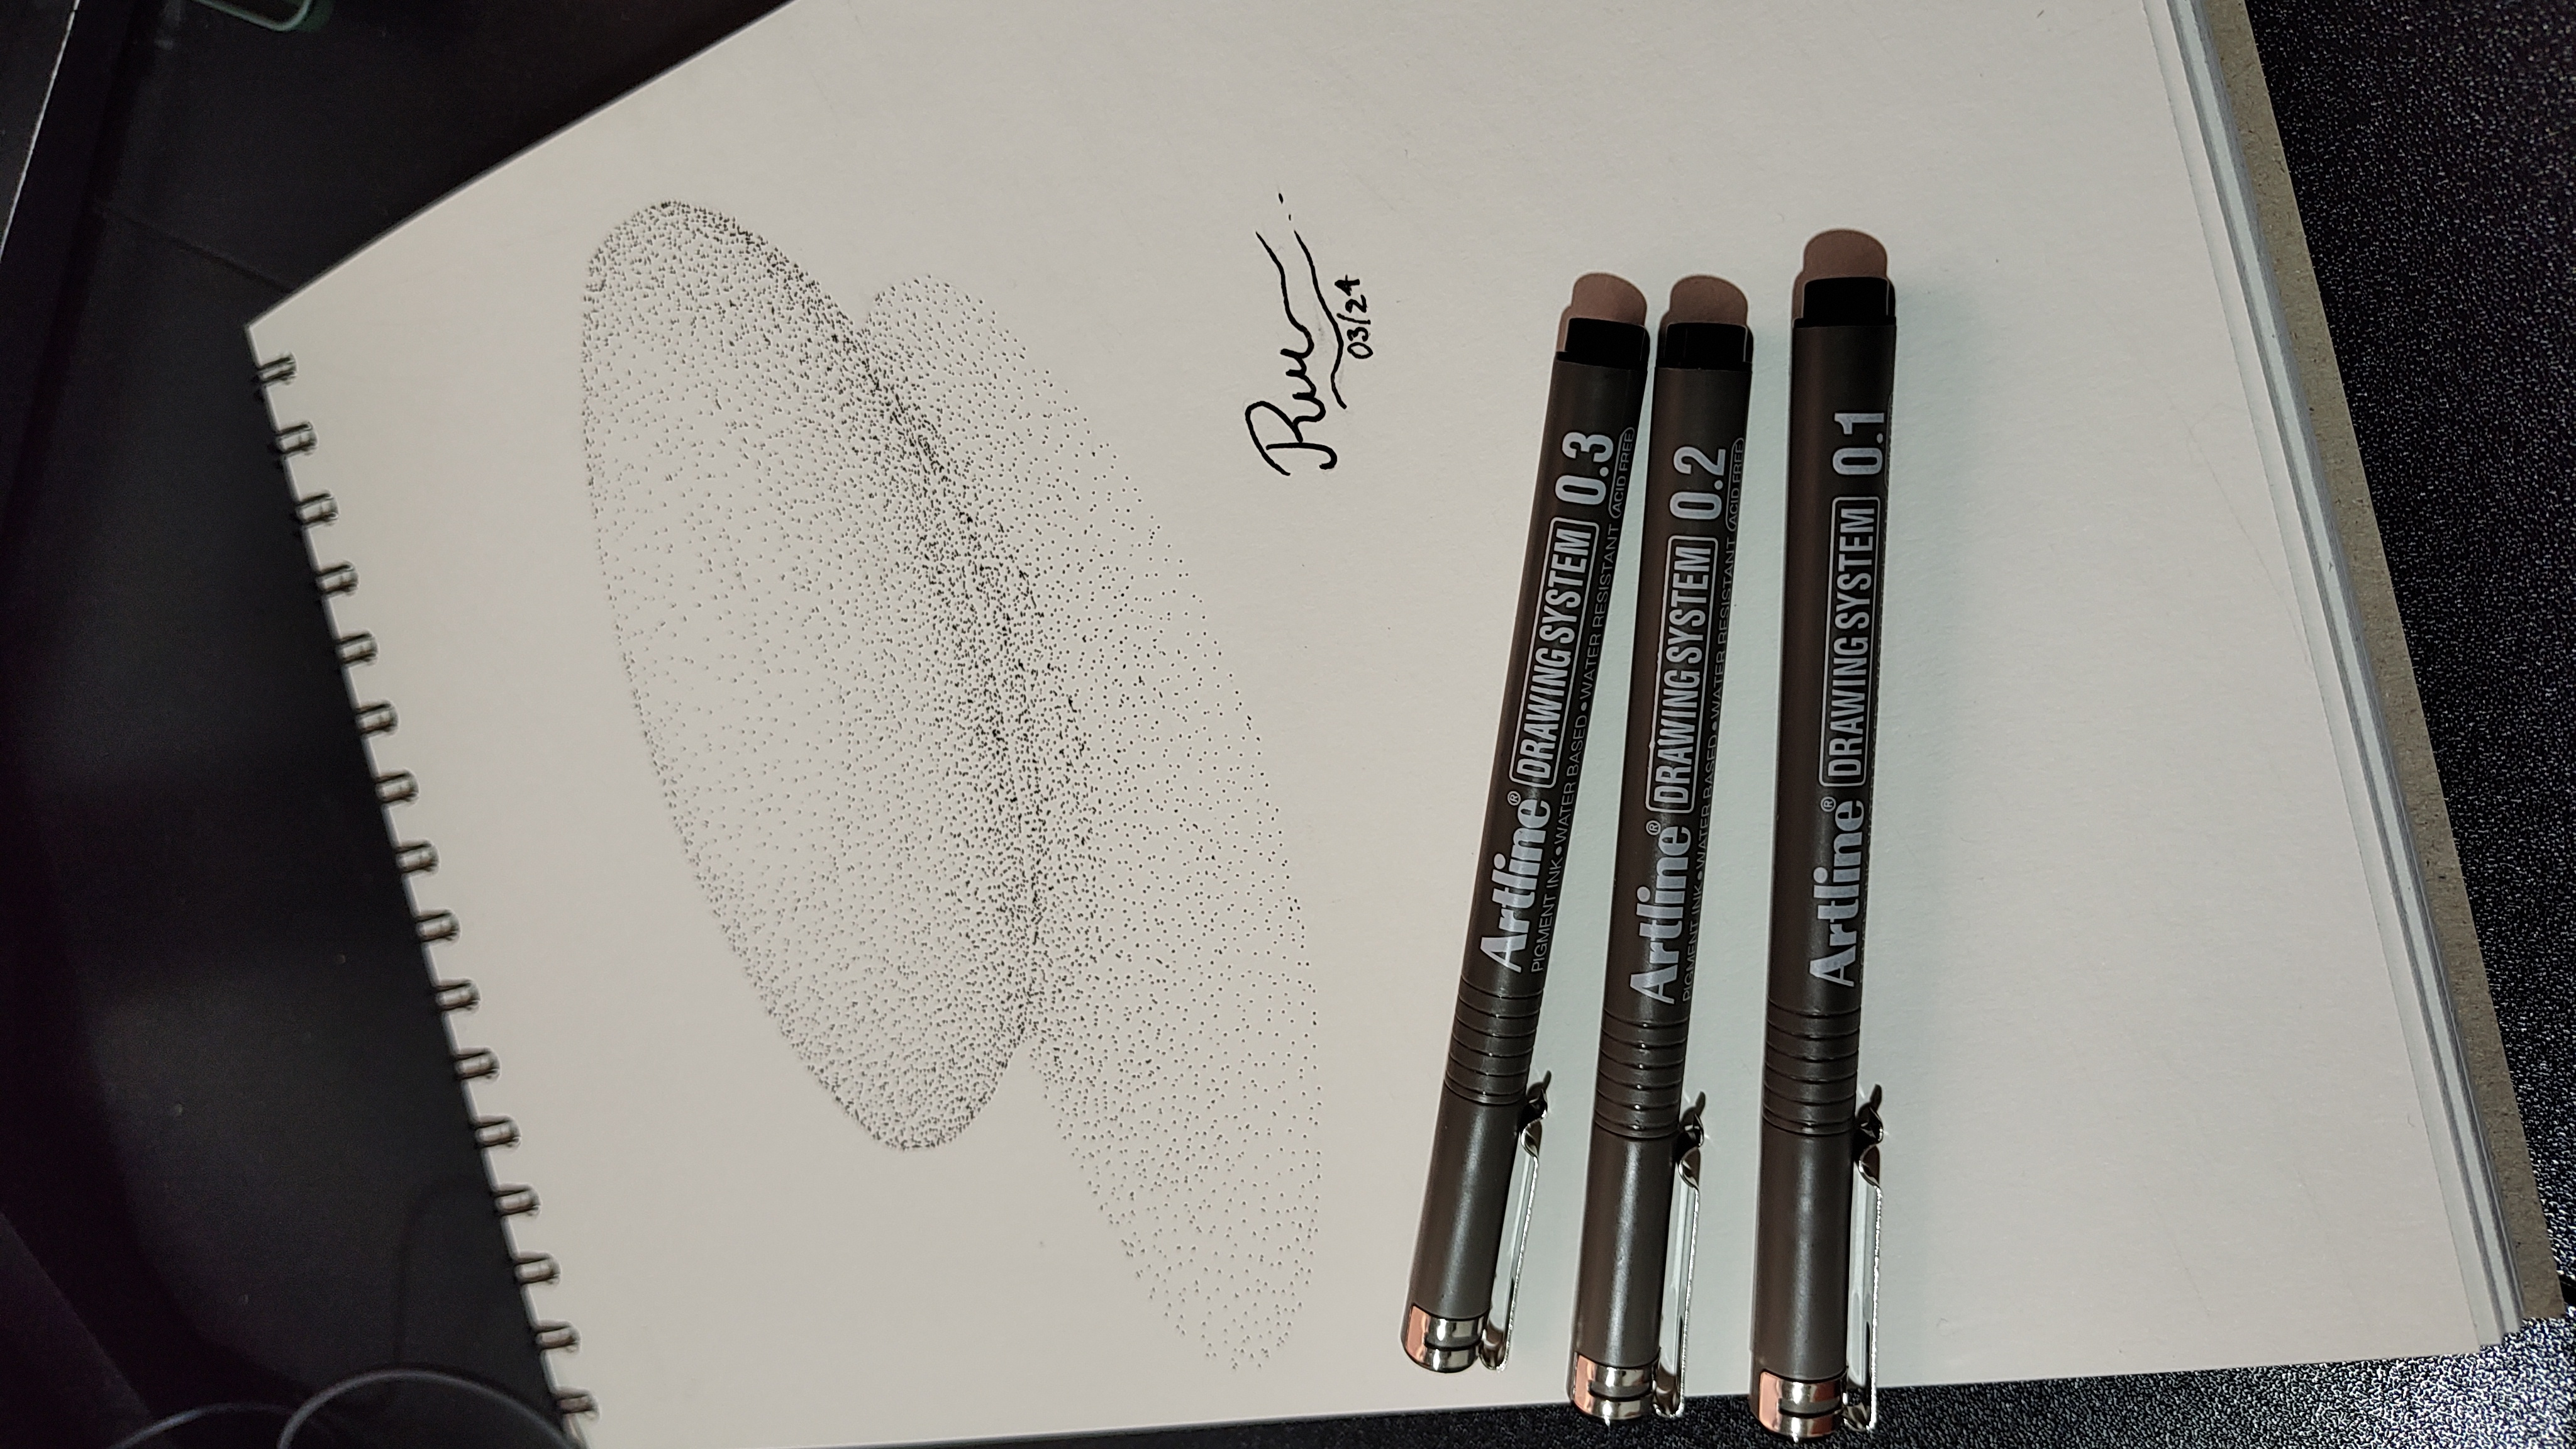 03/24
Artline® DRAWING SYSTEM 0.3
PIGMENT INK•WATER BASED•WATER RESISTANT ACID FREE
Artline® DRAWING SYSTEM 0.2
PIGMENT INK•WATER BASED•WATER RESISTANT ACID FREE
Artline® DRAWING SYSTEM 0.1